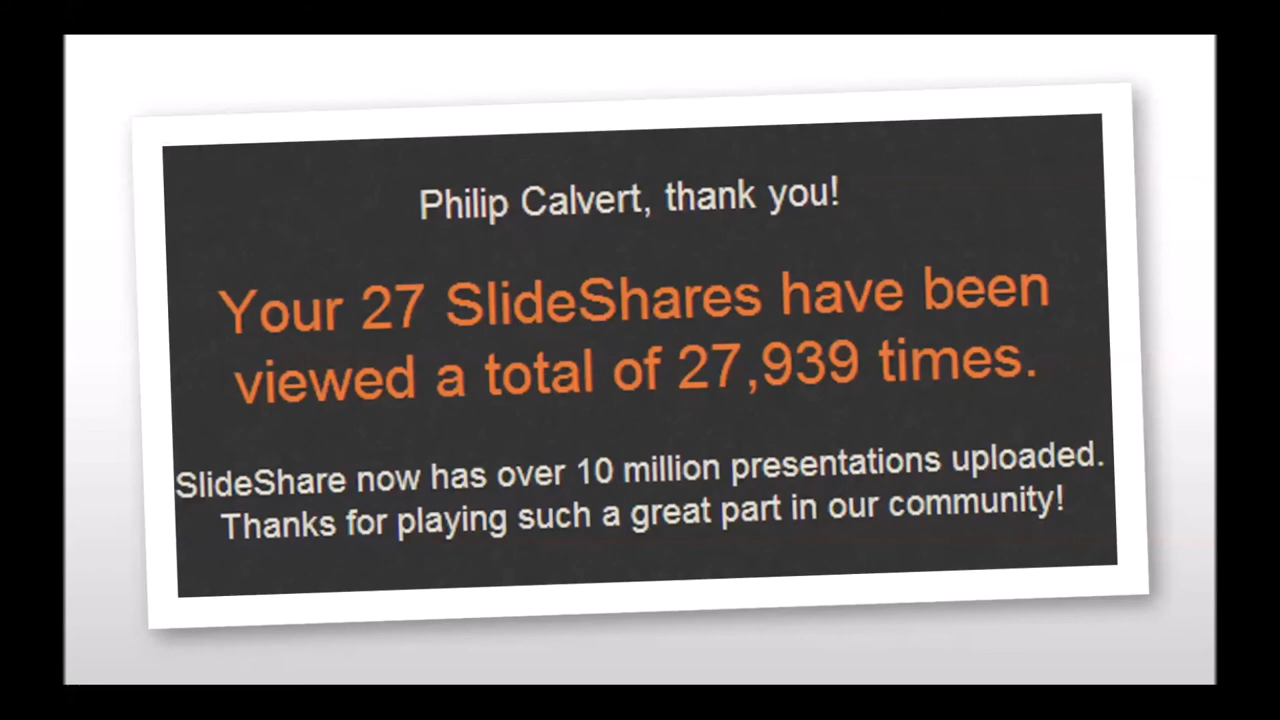 Philip Calvert, thank you!
Your 27 SlideShares have been
viewed a total of 27,939 times.
SlideShare now has over 10 million presentations uploaded.
Thanks for playing such a great part in our community!